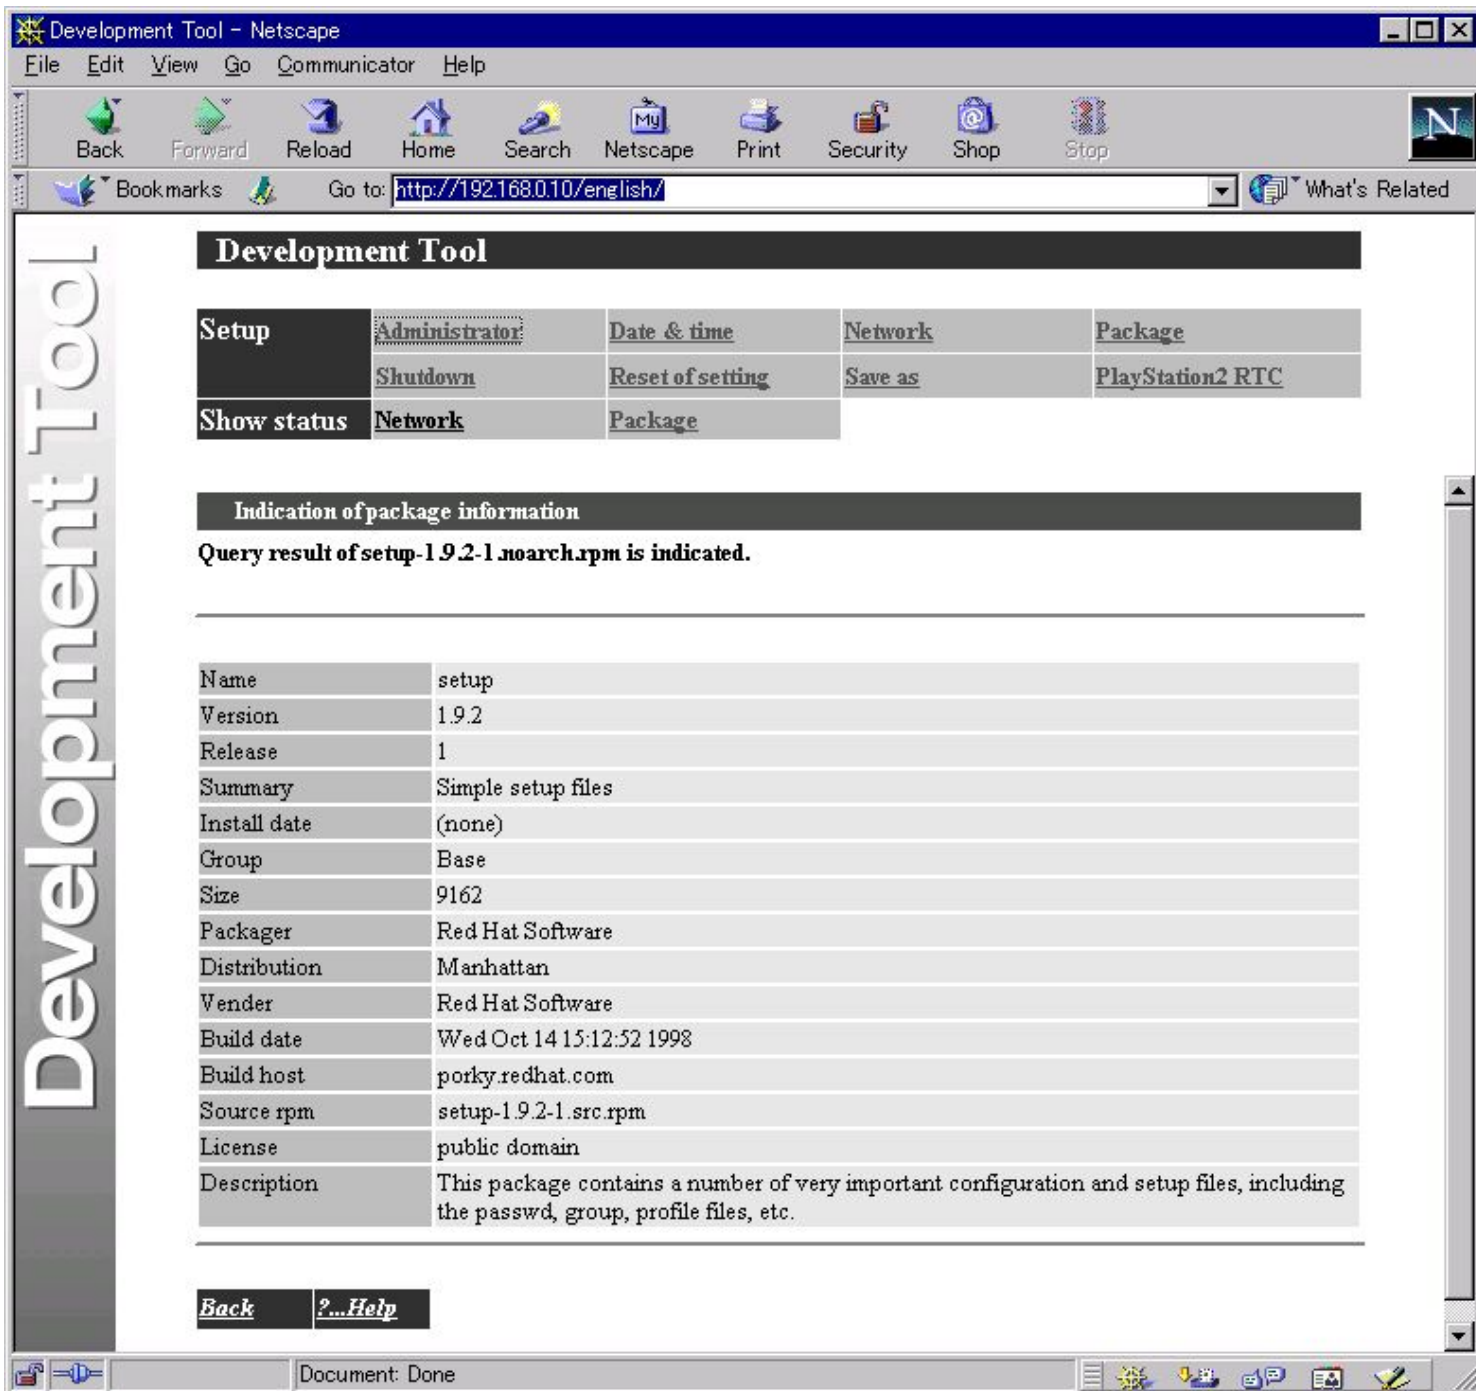 Development Tool - Netscape
File Edit View Go Communicator Help
My
N
Back Forward Reload Home Search Netscape Print Security Shop Stop
Bookmarks Go to: http://192.168.0.10/english/ What's Related
Development Tool
Development Tool
Setup Administrator Date & time Network Package
Shutdown Reset of setting Save as PlayStation2 RTC
Show status Network Package
Indication of package information
Query result of setup-1.9.2-1.noarch.rpm is indicated.
Name setup
Version 1.9.2
Release 1
Summary Simple setup files
Install date (none)
Group Base
Size 9162
Packager Red Hat Software
Distribution Manhattan
Vender Red Hat Software
Build date Wed Oct 14 15:12:52 1998
Build host porky.redhat.com
Source rpm setup-1.9.2-1.src.rpm
License public domain
Description This package contains a number of very important configuration and setup files, including
the passwd, group, profile files, etc.
Back ?...Help
Document: Done